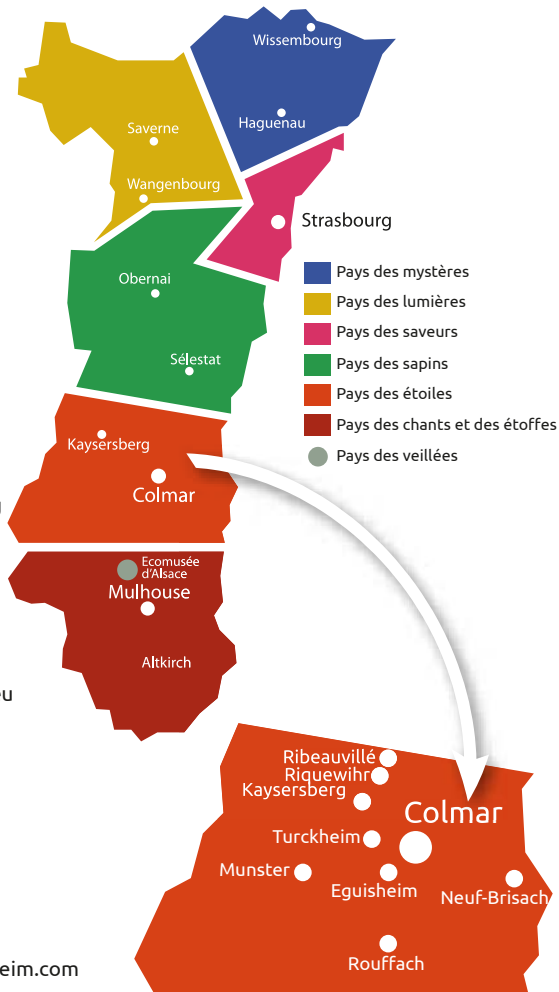 Wissembourg
Haguenau
Saverne
Wangenbourg
Strasbourg
Obernai
Sélestat
Pays des mystères
Pays des lumières
Pays des saveurs
Pays des sapins
Pays des étoiles
Pays des chants et des étoffes
Pays des veillées
Kaysersberg
Colmar
Ecomusée
d'Alsace
Mulhouse
Altkirch
eu
Ribeauvillé
Riquewihr
Kaysersberg
Colmar
Turckheim
Munster
Eguisheim
Neuf-Brisach
Rouffach
eim.com